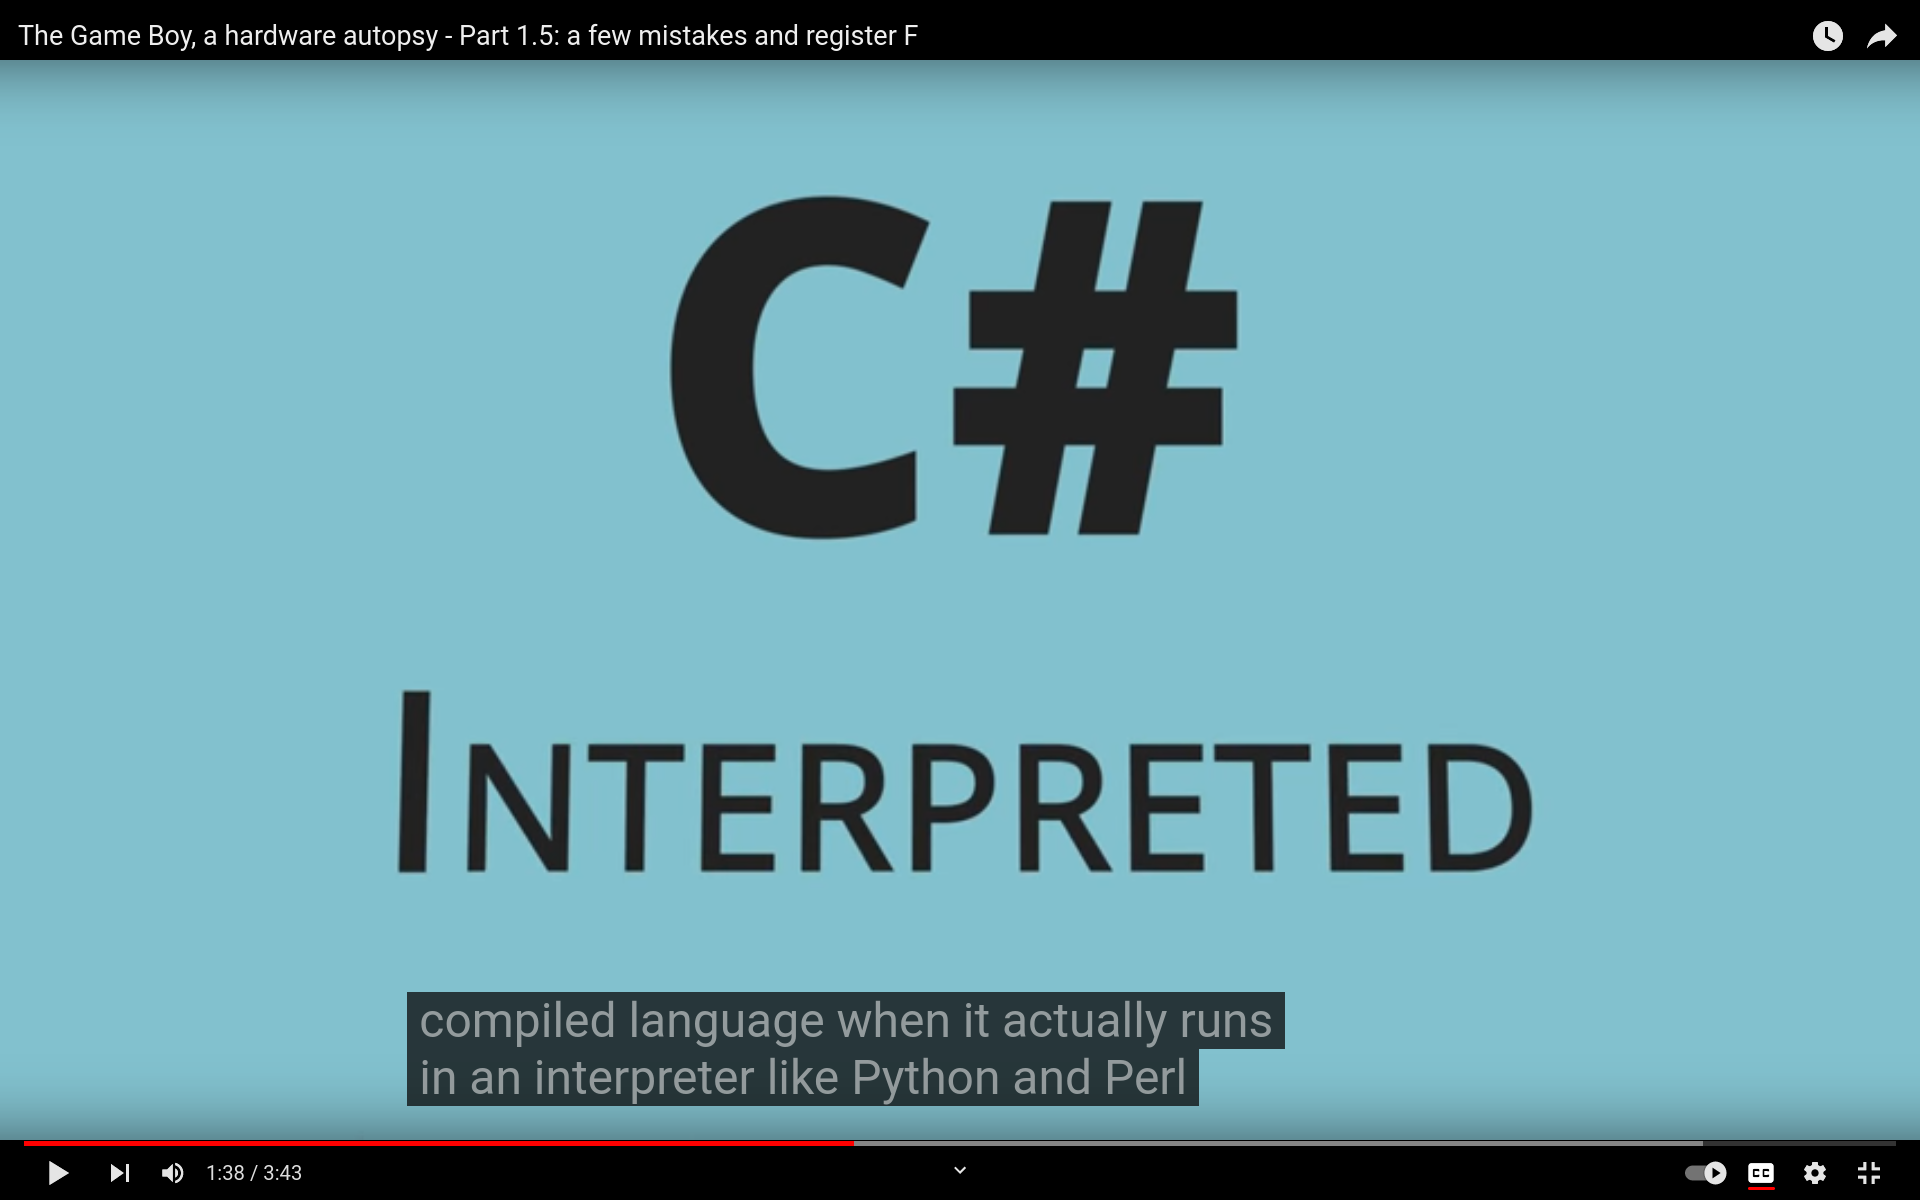 The Game Boy, a hardware autopsy - Part 1.5: a few mistakes and register F
C#
INTERPRETED
compiled language when it actually runs
in an interpreter like Python and Perl
1:38 / 3:43
CC